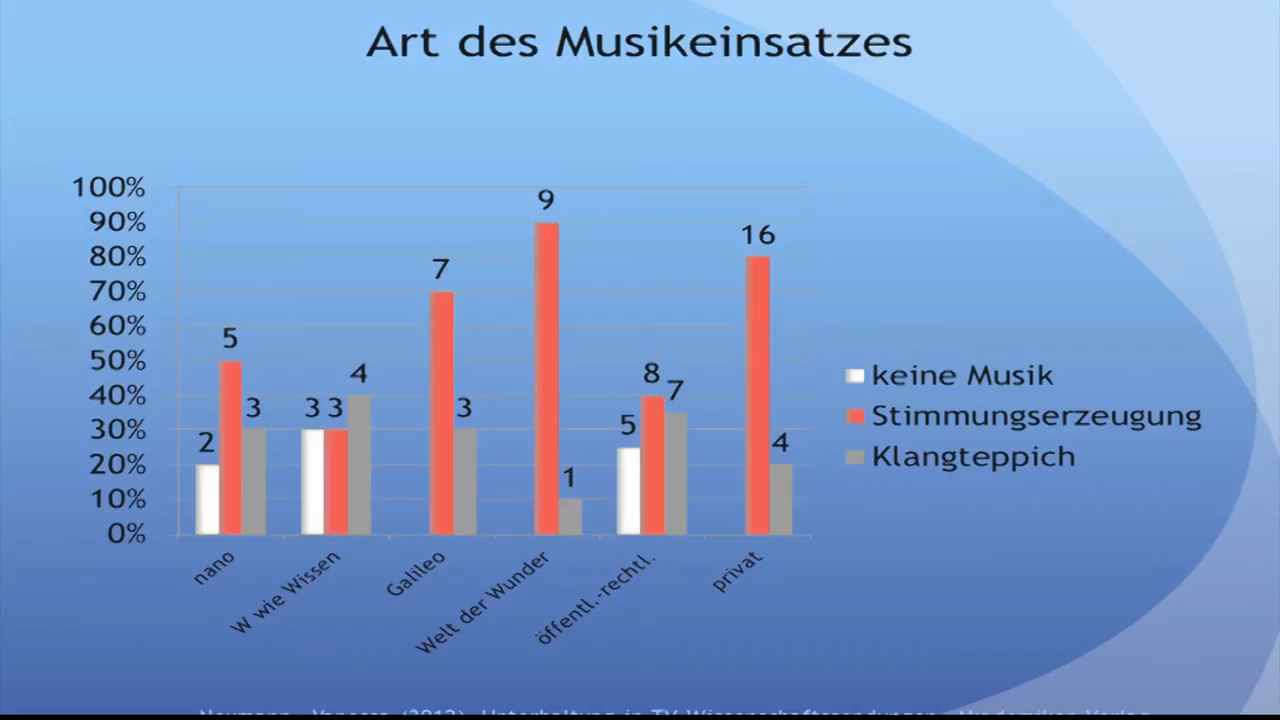 Art des Musikeinsatzes
100%
90%
80%
70%
60%
50%
40%
30%
20%
10%
0%
2 5 3
3 3 4
7 3
9 1
5 8 7
16 4
nano
W wie Wissen
Galileo
Welt der Wunder
öffentl.-rechtl.
privat
keine Musik
Stimmungserzeugung
Klangteppich